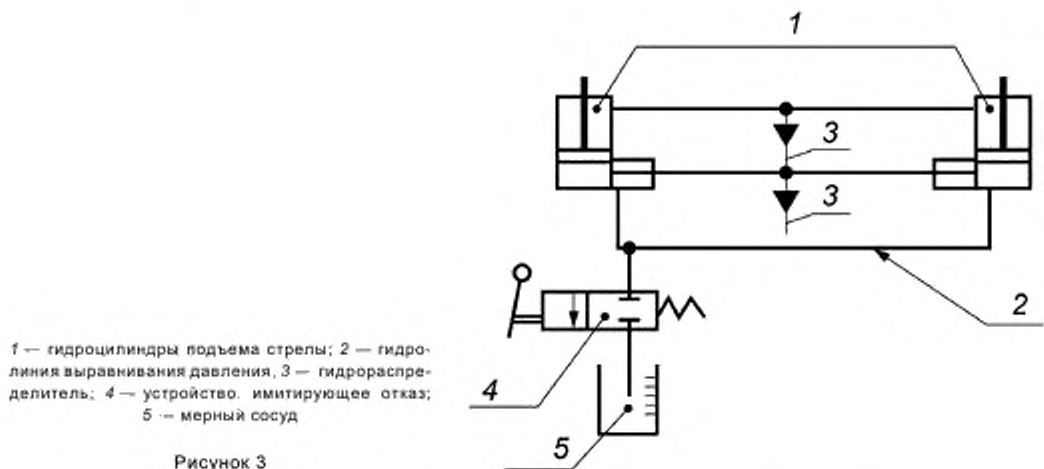 1
3
3
2
4
5
1 — гидроцилиндры подъема стрелы; 2 — гидро-
линия выравнивания давления, 3 — гидрораспре-
делитель; 4 — устройство. имитирующее отказ;
5 — мерный сосуд
Рисунок 3